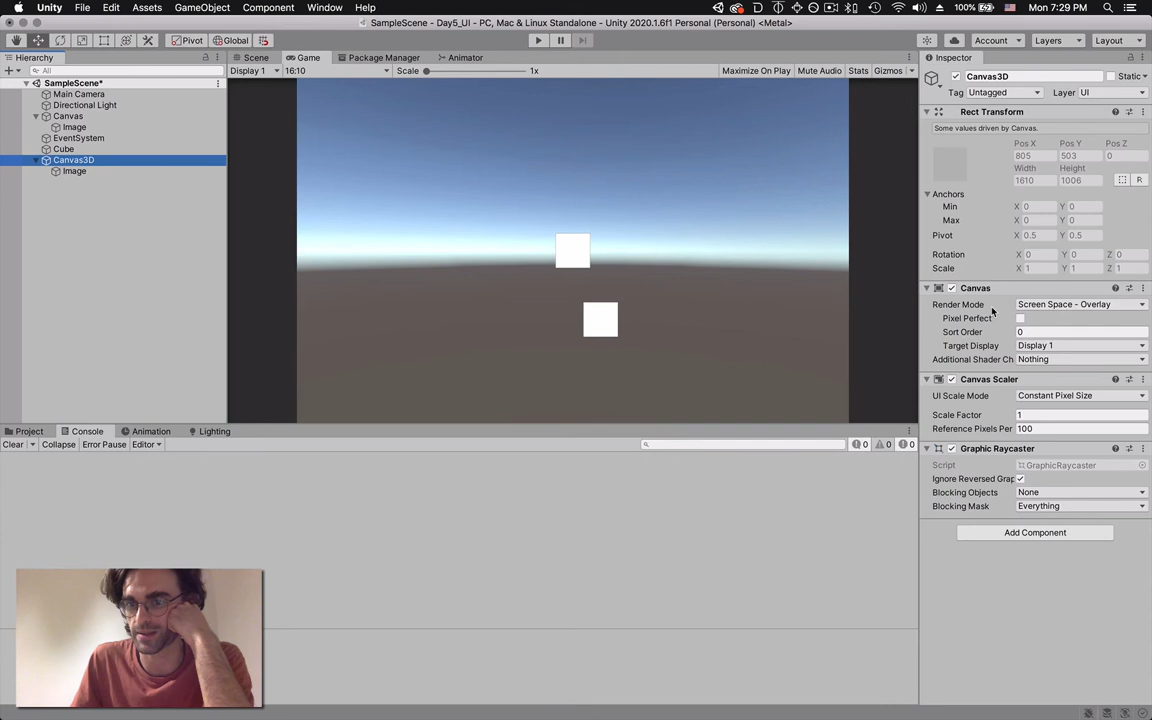 Unity File Edit Assets GameObject Component Window Help 100% Mon 7:29 PM
SampleScene - Day5_UI - PC, Mac & Linux Standalone - Unity 2020.1.6f1 Personal (Personal) <Metal>
Pivot Global Account Layers Layout
Hierarchy
All
SampleScene*
Main Camera
Directional Light
Canvas
Image
EventSystem
Cube
Canvas3D
Image
Scene Game Package Manager Animator
Display 1 16:10 Scale 1x Maximize On Play Mute Audio Stats Gizmos
Project Console Animation Lighting
Clear Collapse Error Pause Editor 0 0 0
Inspector
Canvas3D Static
Tag Untagged Layer UI
Rect Transform
Some values driven by Canvas.
Pos X Pos Y Pos Z
805 503 0
Width Height
1610 1006 R
Anchors
Min X 0 Y 0
Max X 0 Y 0
Pivot X 0.5 Y 0.5
Rotation X 0 Y 0 Z 0
Scale X 1 Y 1 Z 1
Canvas
Render Mode Screen Space - Overlay
Pixel Perfect
Sort Order 0
Target Display Display 1
Additional Shader Ch Nothing
Canvas Scaler
UI Scale Mode Constant Pixel Size
Scale Factor 1
Reference Pixels Per 100
Graphic Raycaster
Script GraphicRaycaster
Ignore Reversed Grap
Blocking Objects None
Blocking Mask Everything
Add Component